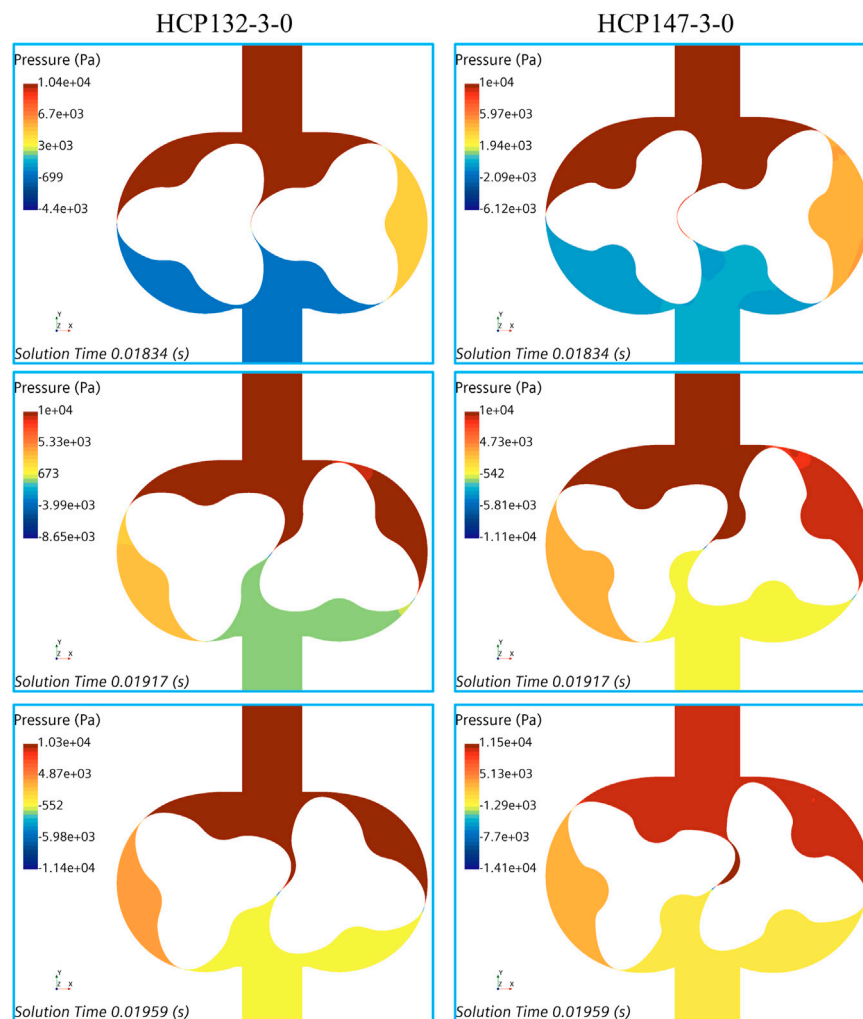 HCP132-3-0
HCP147-3-0
Pressure (Pa)
1.04e+04
6.7e+03
3e+03
-699
-4.4e+03
Y
Z X
Solution Time 0.01834 (s)
Pressure (Pa)
1e+04
5.97e+03
1.94e+03
-2.09e+03
-6.12e+03
Y
Z X
Solution Time 0.01834 (s)
Pressure (Pa)
1e+04
5.33e+03
673
-3.99e+03
-8.65e+03
Y
Z X
Solution Time 0.01917 (s)
Pressure (Pa)
1e+04
4.73e+03
-542
-5.81e+03
-1.11e+04
Y
Z X
Solution Time 0.01917 (s)
Pressure (Pa)
1.03e+04
4.87e+03
-552
-5.98e+03
-1.14e+04
Y
Z X
Solution Time 0.01959 (s)
Pressure (Pa)
1.15e+04
5.13e+03
-1.29e+03
-7.7e+03
-1.41e+04
Y
Z X
Solution Time 0.01959 (s)